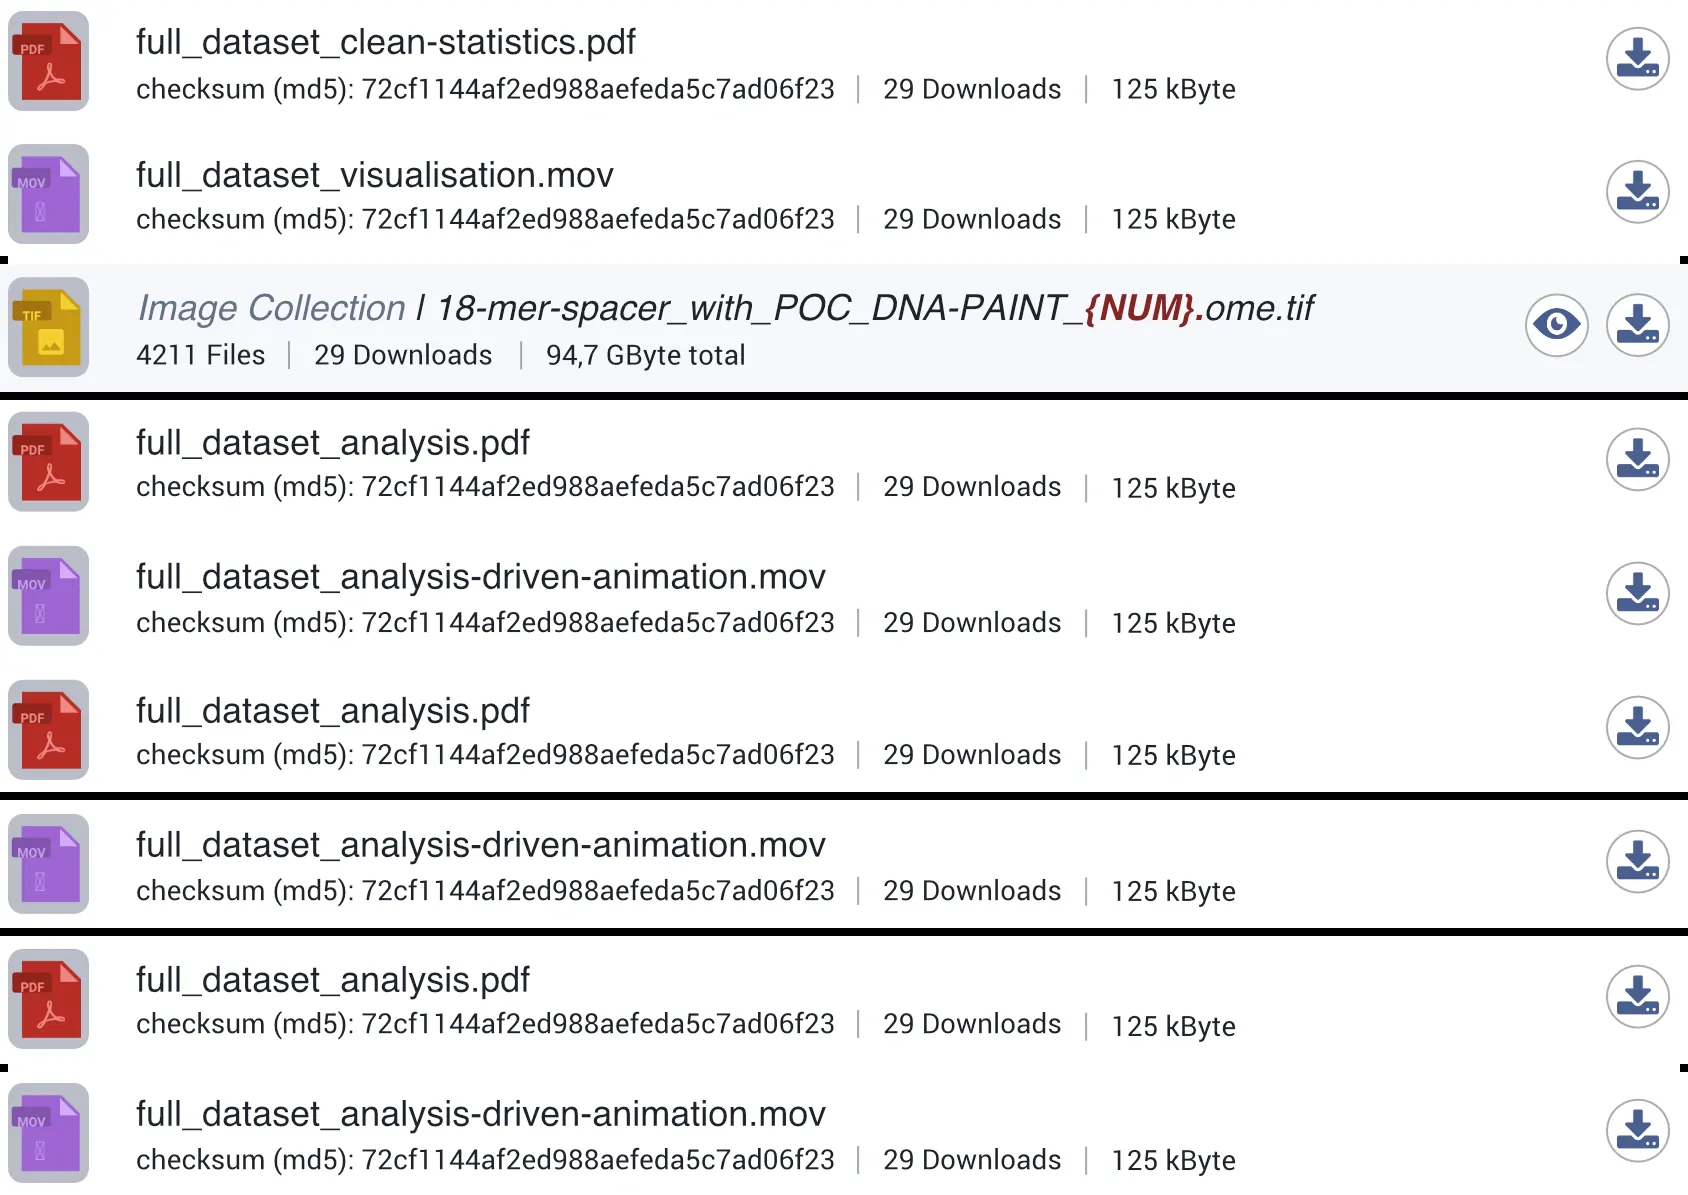 PDF
full_dataset_clean-statistics.pdf
checksum (md5): 72cf1144af2ed988aefeda5c7ad06f23 | 29 Downloads | 125 kByte
MOV
full_dataset_visualisation.mov
checksum (md5): 72cf1144af2ed988aefeda5c7ad06f23 | 29 Downloads | 125 kByte
TIF
Image Collection | 18-mer-spacer_with_POC_DNA-PAINT_{NUM}.ome.tif
4211 Files | 29 Downloads | 94,7 GByte total
PDF
full_dataset_analysis.pdf
checksum (md5): 72cf1144af2ed988aefeda5c7ad06f23 | 29 Downloads | 125 kByte
MOV
full_dataset_analysis-driven-animation.mov
checksum (md5): 72cf1144af2ed988aefeda5c7ad06f23 | 29 Downloads | 125 kByte
PDF
full_dataset_analysis.pdf
checksum (md5): 72cf1144af2ed988aefeda5c7ad06f23 | 29 Downloads | 125 kByte
MOV
full_dataset_analysis-driven-animation.mov
checksum (md5): 72cf1144af2ed988aefeda5c7ad06f23 | 29 Downloads | 125 kByte
PDF
full_dataset_analysis.pdf
checksum (md5): 72cf1144af2ed988aefeda5c7ad06f23 | 29 Downloads | 125 kByte
MOV
full_dataset_analysis-driven-animation.mov
checksum (md5): 72cf1144af2ed988aefeda5c7ad06f23 | 29 Downloads | 125 kByte